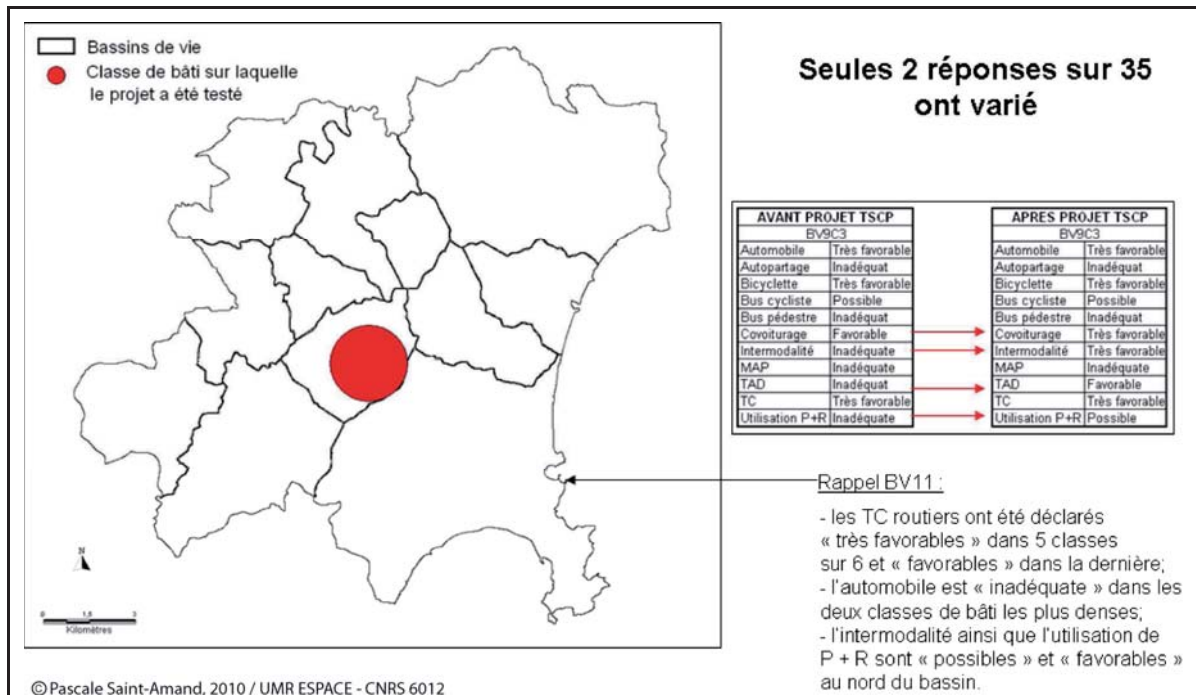 Bassins de vie
Classe de bâti sur laquelle
le projet a été testé
Seules 2 réponses sur 35
ont varié
AVANT PROJET TSCP
BV9C3
Automobile Très favorable
Autopartage Inadéquat
Bicyclette Très favorable
Bus cycliste Possible
Bus pédestre Inadéquat
Covoiturage Favorable
Intermodalité Inadéquate
MAP Inadéquate
TAD Inadéquat
TC Très favorable
Utilisation P+R Inadéquate
APRES PROJET TSCP
BV9C3
Automobile Très favorable
Autopartage Inadéquat
Bicyclette Très favorable
Bus cycliste Possible
Bus pédestre Inadéquat
Covoiturage Très favorable
Intermodalité Très favorable
MAP Inadéquate
TAD Favorable
TC Très favorable
Utilisation P+R Possible
Rappel BV11 :
- les TC routiers ont été déclarés
« très favorables » dans 5 classes
sur 6 et « favorables » dans la dernière;
- l'automobile est « inadéquate » dans les
deux classes de bâti les plus denses;
- l'intermodalité ainsi que l'utilisation de
P + R sont « possibles » et « favorables »
au nord du bassin.
N
0 1,5 3
Kilomètres
© Pascale Saint-Amand, 2010 / UMR ESPACE - CNRS 6012